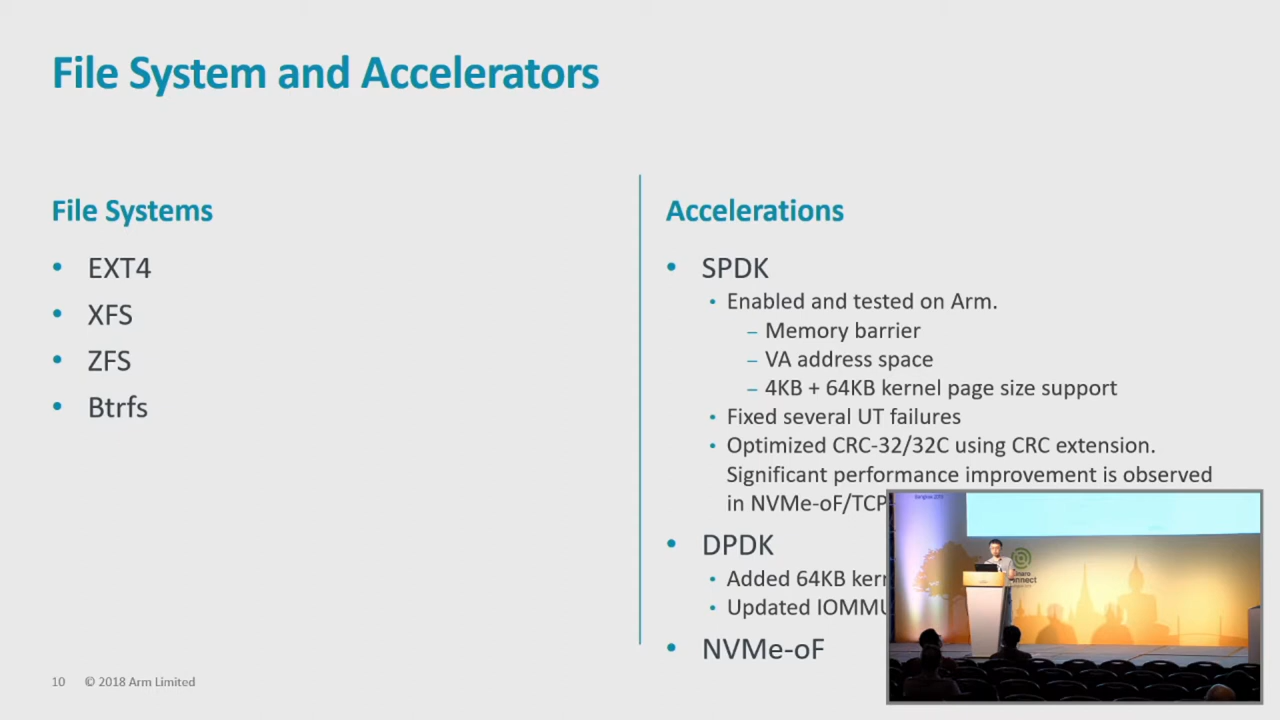 File System and Accelerators
File Systems
• EXT4
• XFS
• ZFS
• Btrfs
Accelerations
• SPDK
• Enabled and tested on Arm.
– Memory barrier
– VA address space
– 4KB + 64KB kernel page size support
• Fixed several UT failures
• Optimized CRC-32/32C using CRC extension.
Significant performance improvement is observed
in NVMe-oF/TCP
• DPDK
• Added 64KB
• Updated IOMMU
• NVMe-oF
10 © 2018 Arm Limited